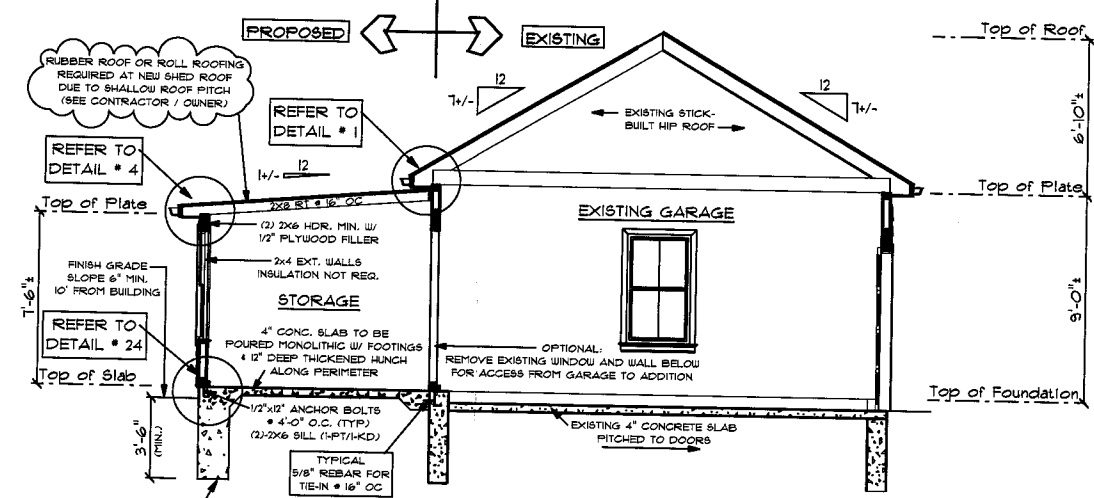 PROPOSED
EXISTING
Top of Roof
RUBBER ROOF OR ROLL ROOFING
REQUIRED AT NEW SHED ROOF
DUE TO SHALLOW ROOF PITCH
(SEE CONTRACTOR / OWNER)
REFER TO
DETAIL # 1
12
7+/-
12
7+/-
EXISTING STICK-
BUILT HIP ROOF
6'-10"±
REFER TO
DETAIL # 4
1+/-
12
Top of Plate
2X8 RT @ 16" OC
Top of Plate
(2) 2X6 HDR. MIN. W/
1/2" PLYWOOD FILLER
EXISTING GARAGE
FINISH GRADE
SLOPE 6" MIN.
10' FROM BUILDING
2x4 EXT. WALLS
INSULATION NOT REQ.
7'-6"±
STORAGE
9'-0"±
REFER TO
DETAIL # 24
4" CONC. SLAB TO BE
POURED MONOLITHIC W/ FOOTINGS
& 12" DEEP THICKENED HUNCH
ALONG PERIMETER
OPTIONAL:
REMOVE EXISTING WINDOW AND WALL BELOW
FOR ACCESS FROM GARAGE TO ADDITION
Top of Slab
Top of Foundation
1/2"x12" ANCHOR BOLTS
@ 4'-0" O.C. (TYP)
(2)-2X6 SILL (1-PT/1-KD)
EXISTING 4" CONCRETE SLAB
PITCHED TO DOORS
3'-6"
(MIN.)
TYPICAL
5/8" REBAR FOR
TIE-IN @ 16" OC